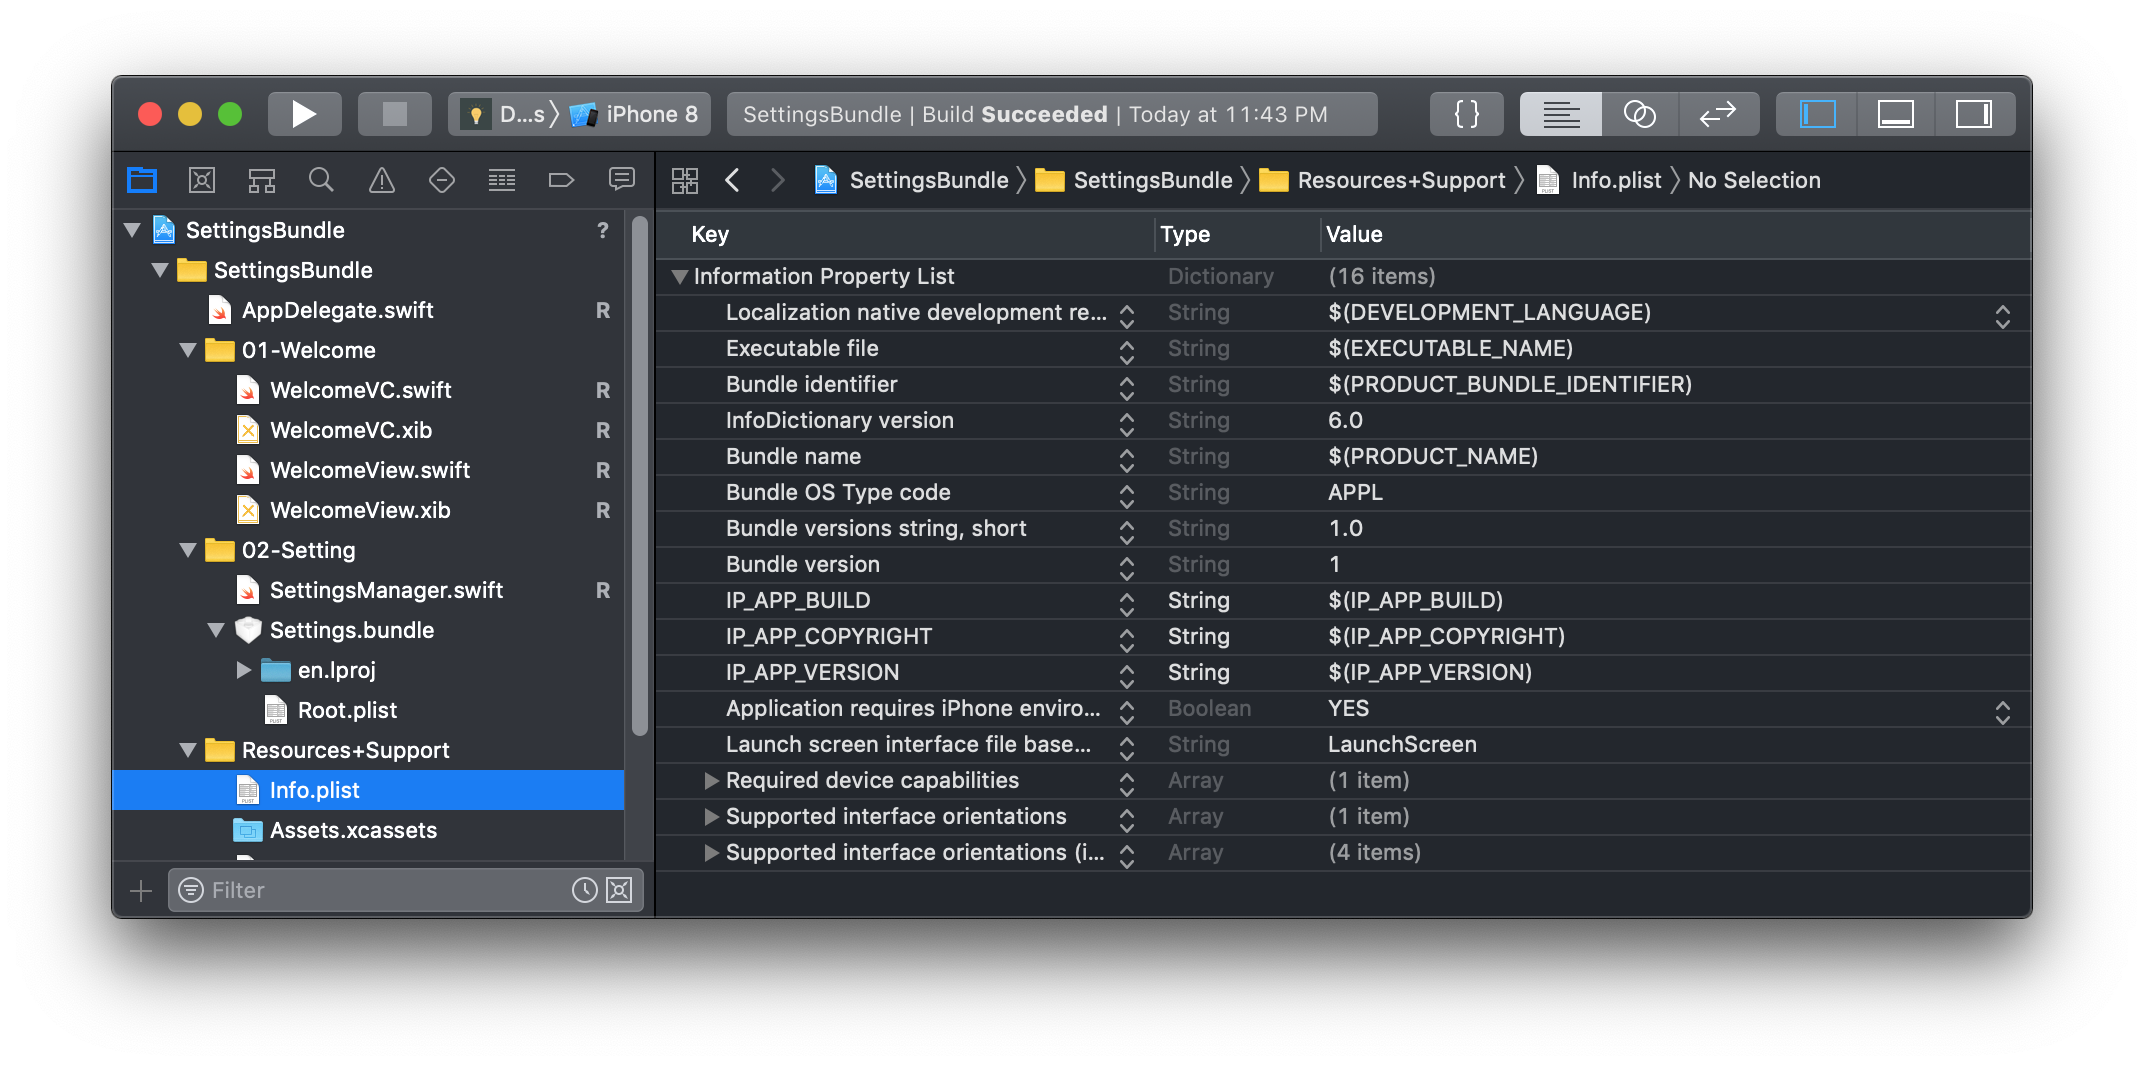 D...s 〉 iPhone 8
SettingsBundle | Build Succeeded | Today at 11:43 PM
{ }
SettingsBundle 〉 SettingsBundle 〉 Resources+Support 〉 Info.plist 〉 No Selection
SettingsBundle ?
SettingsBundle
AppDelegate.swift R
01-Welcome
WelcomeVC.swift R
WelcomeVC.xib R
WelcomeView.swift R
WelcomeView.xib R
02-Setting
SettingsManager.swift R
Settings.bundle
en.lproj
Root.plist
Resources+Support
Info.plist
Assets.xcassets
Filter
Key Type Value
Information Property List Dictionary (16 items)
Localization native development re... String $(DEVELOPMENT_LANGUAGE)
Executable file String $(EXECUTABLE_NAME)
Bundle identifier String $(PRODUCT_BUNDLE_IDENTIFIER)
InfoDictionary version String 6.0
Bundle name String $(PRODUCT_NAME)
Bundle OS Type code String APPL
Bundle versions string, short String 1.0
Bundle version String 1
IP_APP_BUILD String $(IP_APP_BUILD)
IP_APP_COPYRIGHT String $(IP_APP_COPYRIGHT)
IP_APP_VERSION String $(IP_APP_VERSION)
Application requires iPhone enviro... Boolean YES
Launch screen interface file base... String LaunchScreen
Required device capabilities Array (1 item)
Supported interface orientations Array (1 item)
Supported interface orientations (i... Array (4 items)